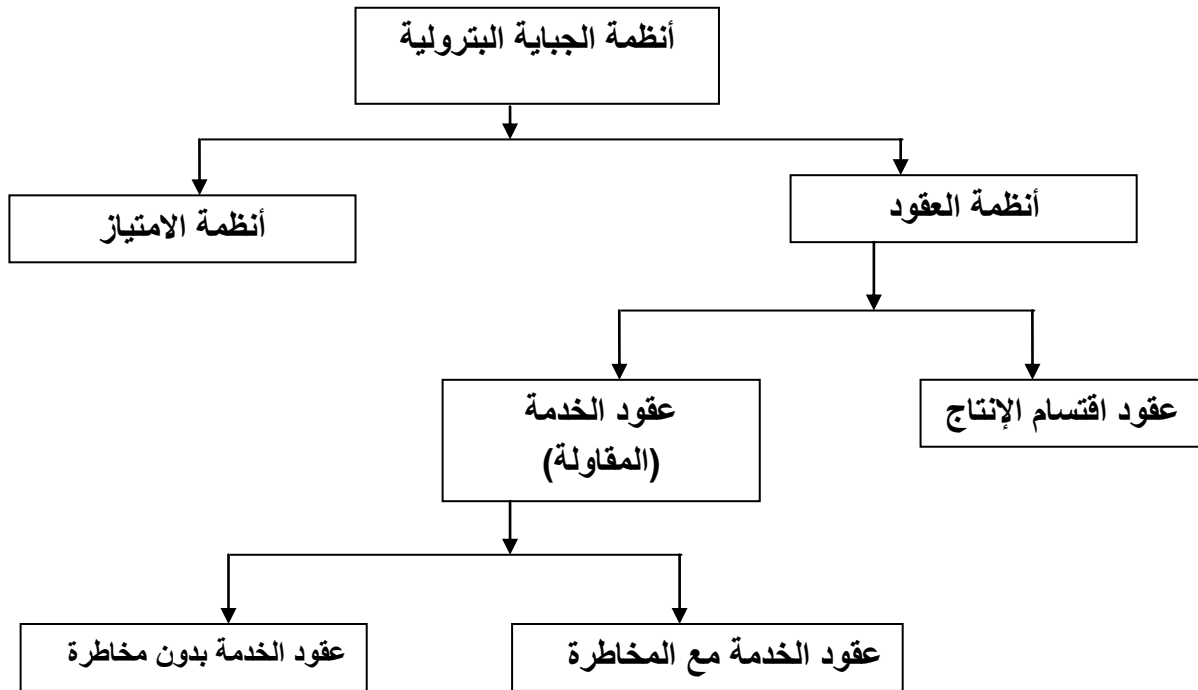 أنظمة الجباية البترولية
أنظمة العقود
أنظمة الامتياز
عقود اقتسام الإنتاج
عقود الخدمة
(المقاولة)
عقود الخدمة مع المخاطرة
عقود الخدمة بدون مخاطرة